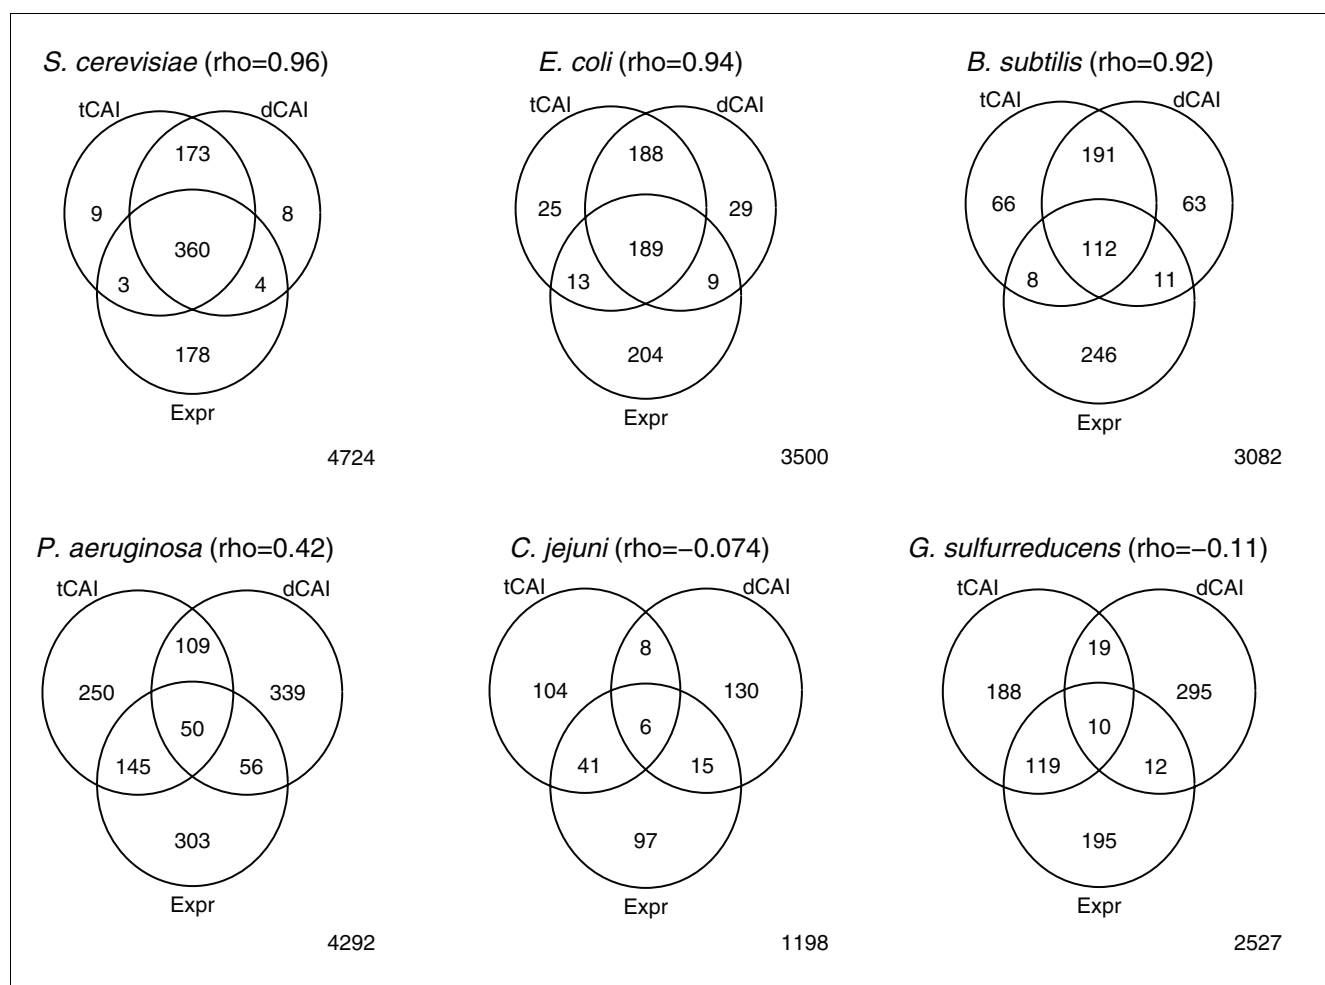 S. cerevisiae (rho=0.96)
tCAI
dCAI
173
9
8
360
3
4
178
Expr
4724
E. coli (rho=0.94)
tCAI
dCAI
188
25
29
189
13
9
204
Expr
3500
B. subtilis (rho=0.92)
tCAI
dCAI
191
66
63
112
8
11
246
Expr
3082
P. aeruginosa (rho=0.42)
tCAI
dCAI
109
250
339
50
145
56
303
Expr
4292
C. jejuni (rho=−0.074)
tCAI
dCAI
8
104
130
6
41
15
97
Expr
1198
G. sulfurreducens (rho=−0.11)
tCAI
dCAI
19
188
295
10
119
12
195
Expr
2527